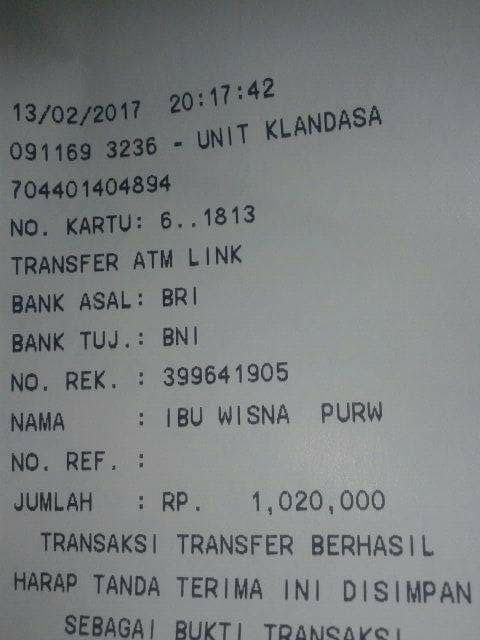 13/02/2017 20:17:42
091169 3236 - UNIT KLANDASA
704401404894
NO. KARTU: 6..1813
TRANSFER ATM LINK
BANK ASAL: BRI
BANK TUJ.: BNI
NO. REK. : 399641905
NAMA : IBU WISNA PURW
NO. REF. :
JUMLAH : RP. 1,020,000
TRANSAKSI TRANSFER BERHASIL
HARAP TANDA TERIMA INI DISIMPAN
SEBAGAI BUKTI TRANSAKSI